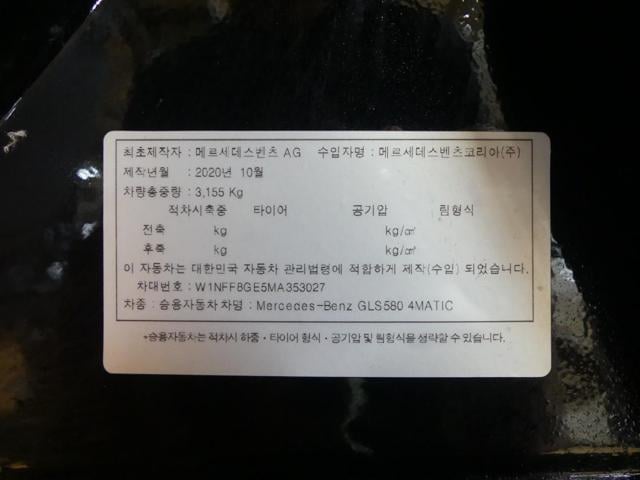 최초제작자 : 메르세데스벤츠 AG 수입자명 : 메르세데스벤츠코리아(주)
제작년월 : 2020년 10월
차량총중량 : 3,155 Kg
적차시축중 타이어 공기압 림형식
전축 kg kg/㎠
후축 kg kg/㎠
이 자동차는 대한민국 자동차 관리법령에 적합하게 제작(수입) 되었습니다.
차대번호 : W1NFF8GE5MA353027
차종 : 승용자동차 차명 : Mercedes-Benz GLS580 4MATIC
*승용자동차는 적차시 하중·타이어 형식·공기압 및 림형식을 생략할 수 있습니다.